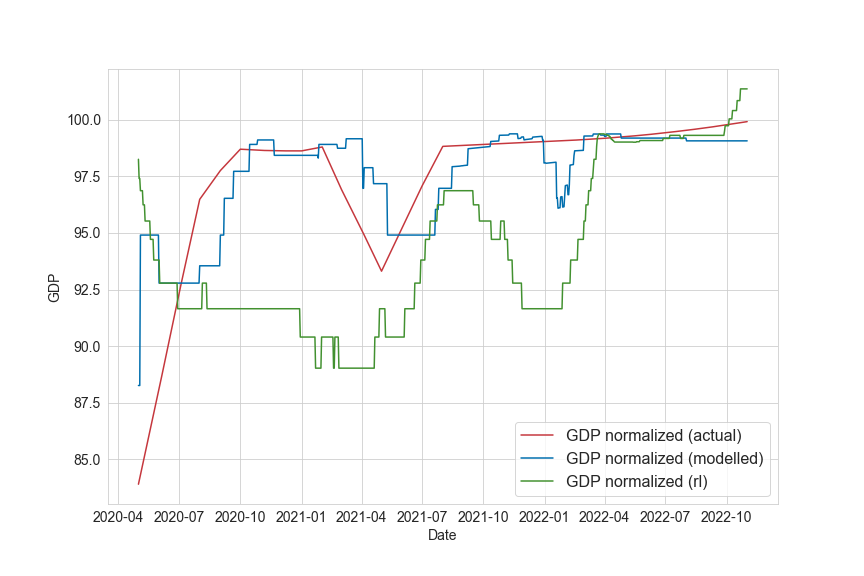 100.0
97.5
95.0
92.5
90.0
87.5
85.0
GDP
GDP normalized (actual)
GDP normalized (modelled)
GDP normalized (rl)
2020-04 2020-07 2020-10 2021-01 2021-04 2021-07 2021-10 2022-01 2022-04 2022-07 2022-10
Date